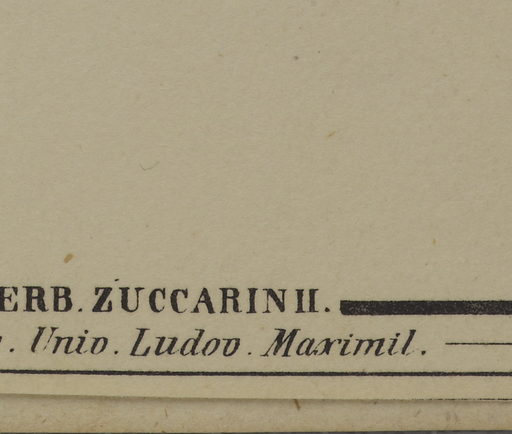 ERB. ZUCCARINII.
. Univ. Ludov. Maximil.